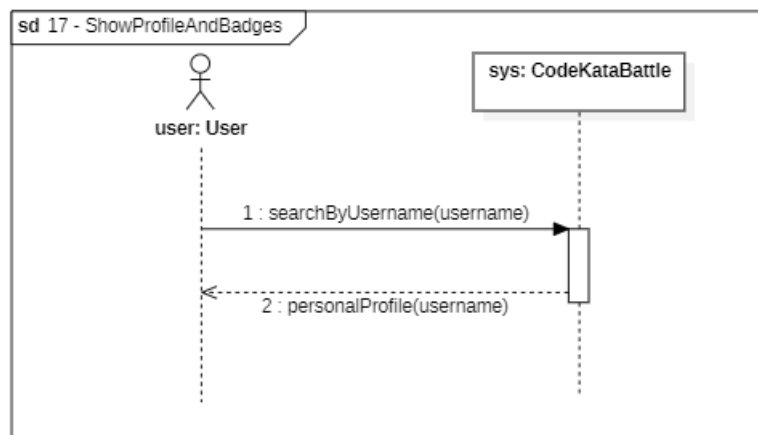 sd 17 - ShowProfileAndBadges
sys: CodeKataBattle
user: User
1 : searchByUsername(username)
2 : personalProfile(username)